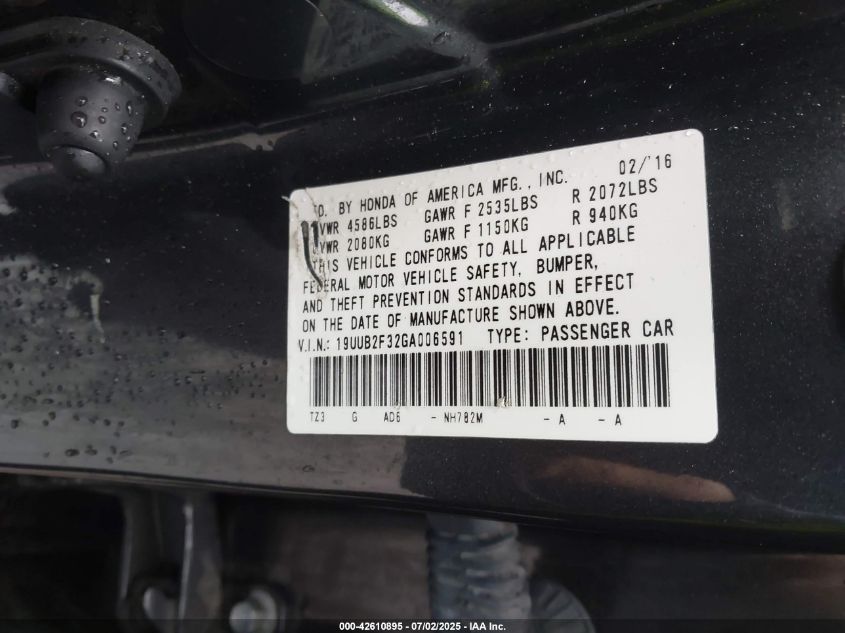 MFD. BY HONDA OF AMERICA MFG., INC. 02/'16
GVWR 4586LBS GAWR F 2535LBS R 2072LBS
GVWR 2080KG GAWR F 1150KG R 940KG
THIS VEHICLE CONFORMS TO ALL APPLICABLE
FEDERAL MOTOR VEHICLE SAFETY, BUMPER,
AND THEFT PREVENTION STANDARDS IN EFFECT
ON THE DATE OF MANUFACTURE SHOWN ABOVE.
V.I.N.: 19UUB2F32GA006591 TYPE: PASSENGER CAR
TZ3 G AD6 - NH782M - A - A
000-42610895 - 07/02/2025 - IAA Inc.